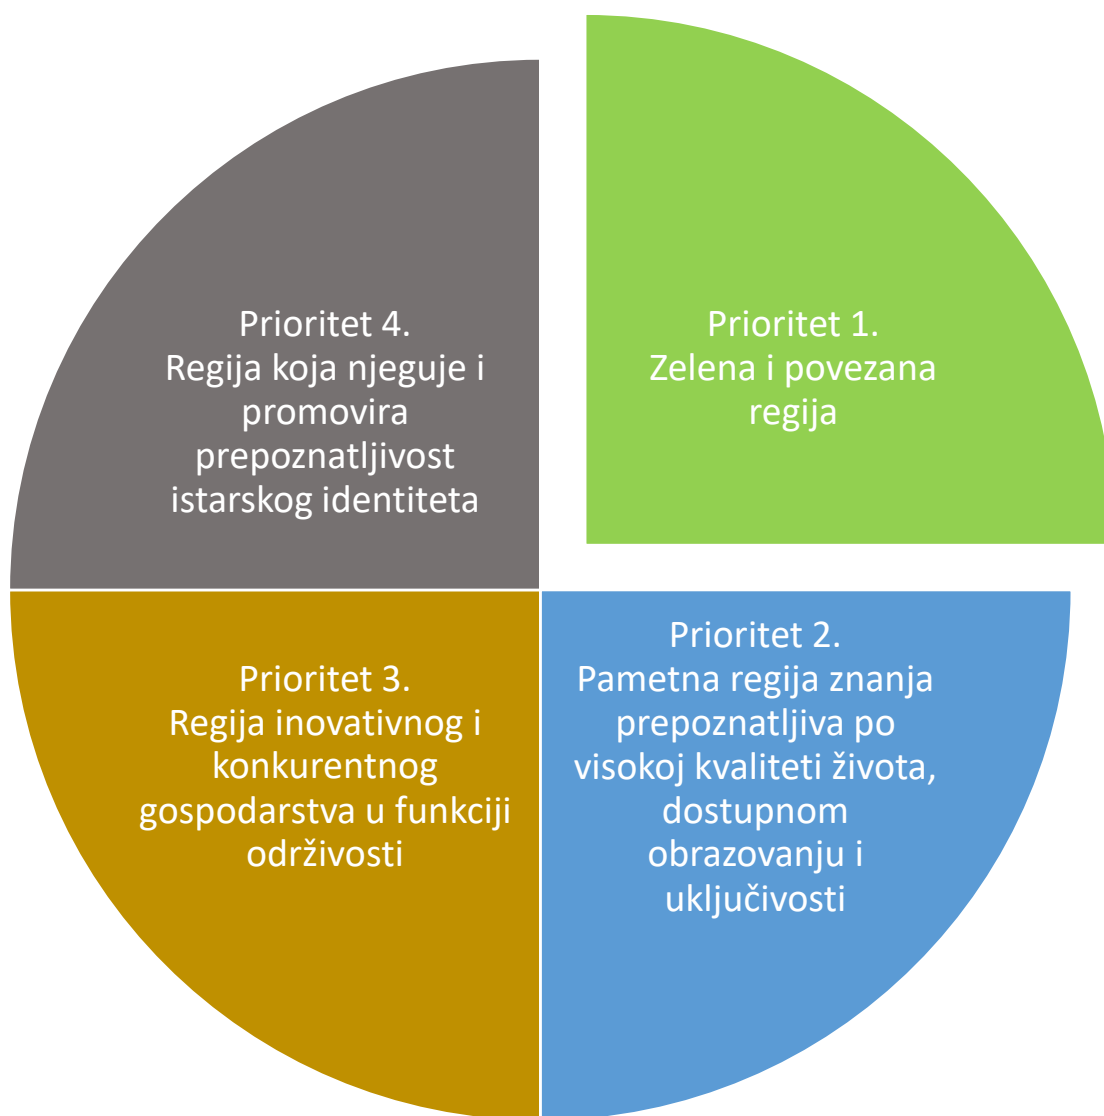 Prioritet 4.
Regija koja njeguje i
promovira
prepoznatljivost
istarskog identiteta
Prioritet 1.
Zelena i povezana
regija
Prioritet 3.
Regija inovativnog i
konkurentnog
gospodarstva u funkciji
održivosti
Prioritet 2.
Pametna regija znanja
prepoznatljiva po
visokoj kvaliteti života,
dostupnom
obrazovanju i
uključivosti